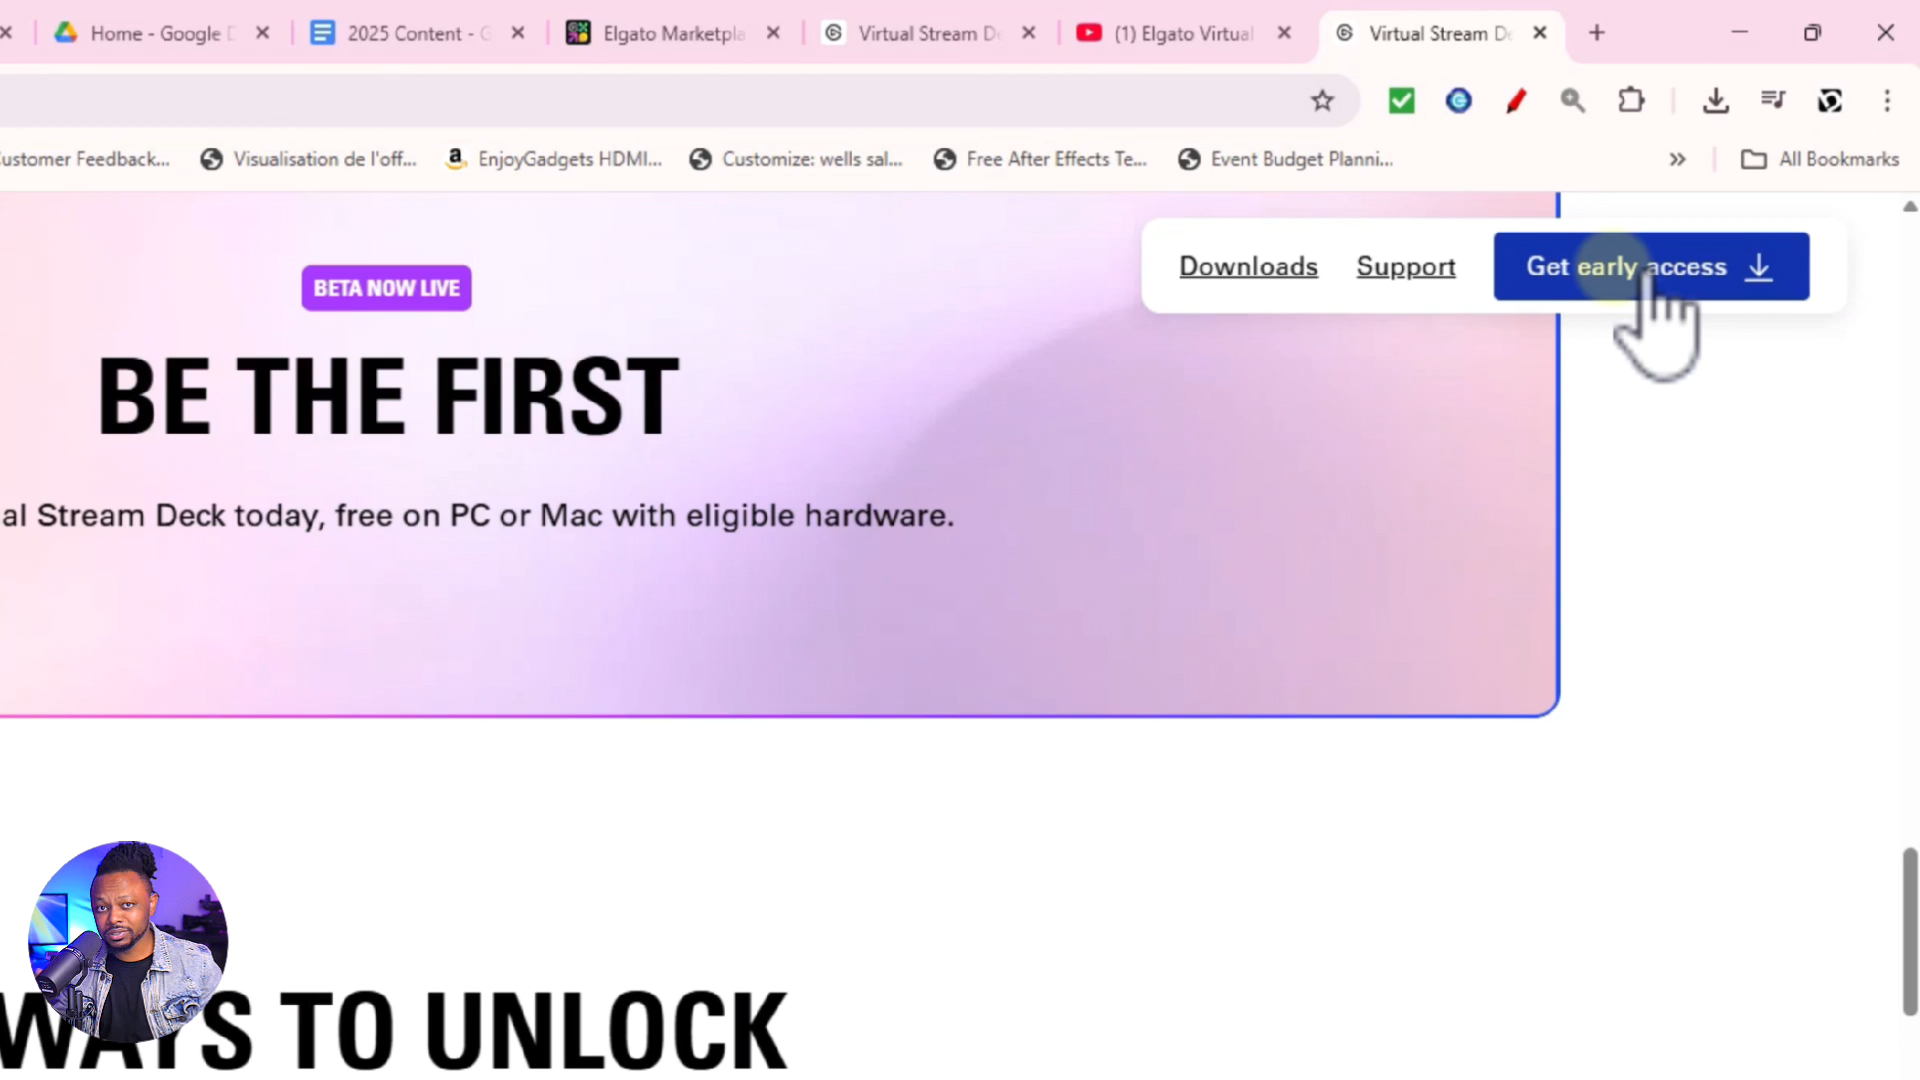 Home - Google D
2025 Content - G
Elgato Marketpla
Virtual Stream De
(1) Elgato Virtual
Virtual Stream De
ustomer Feedback...
Visualisation de l'off...
EnjoyGadgets HDMI...
Customize: wells sal...
Free After Effects Te...
Event Budget Planni...
All Bookmarks
Downloads
Support
Get early access
BETA NOW LIVE
BE THE FIRST
al Stream Deck today, free on PC or Mac with eligible hardware.
WAYS TO UNLOCK